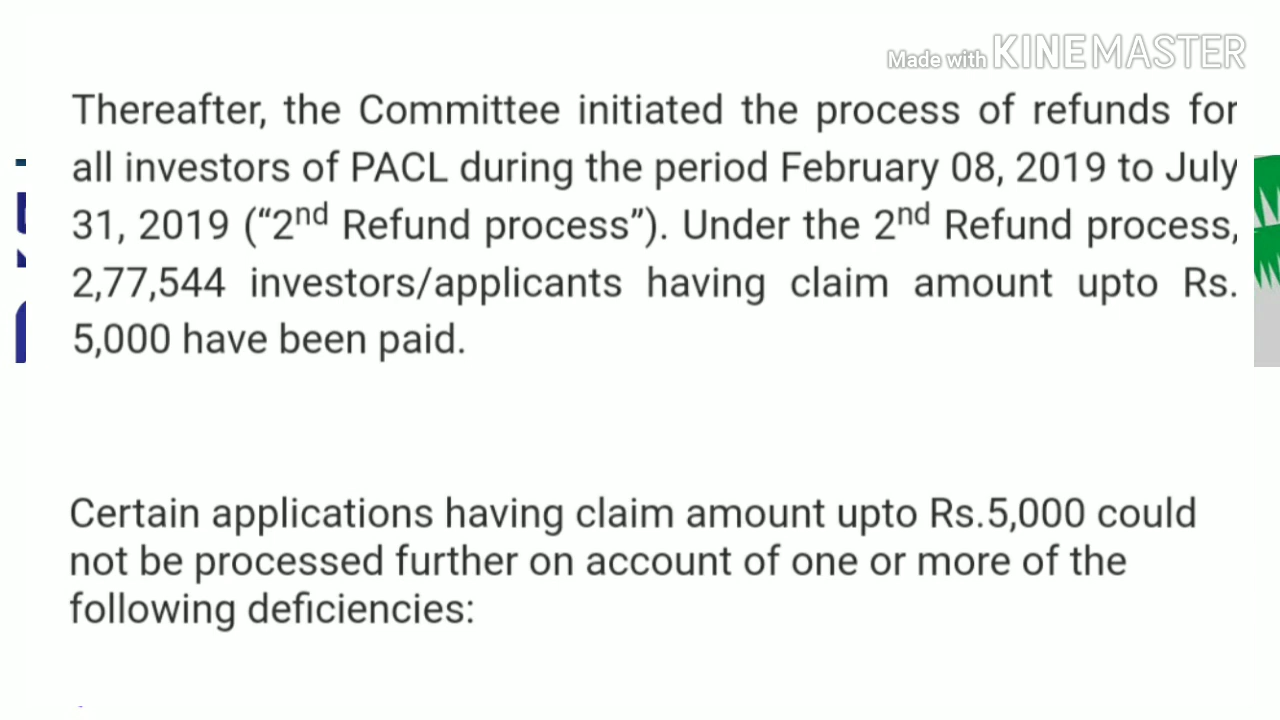 Made with KINEMASTER
Thereafter, the Committee initiated the process of refunds for
all investors of PACL during the period February 08, 2019 to July
31, 2019 (“2nd Refund process”). Under the 2nd Refund process,
2,77,544 investors/applicants having claim amount upto Rs.
5,000 have been paid.
Certain applications having claim amount upto Rs.5,000 could
not be processed further on account of one or more of the
following deficiencies: